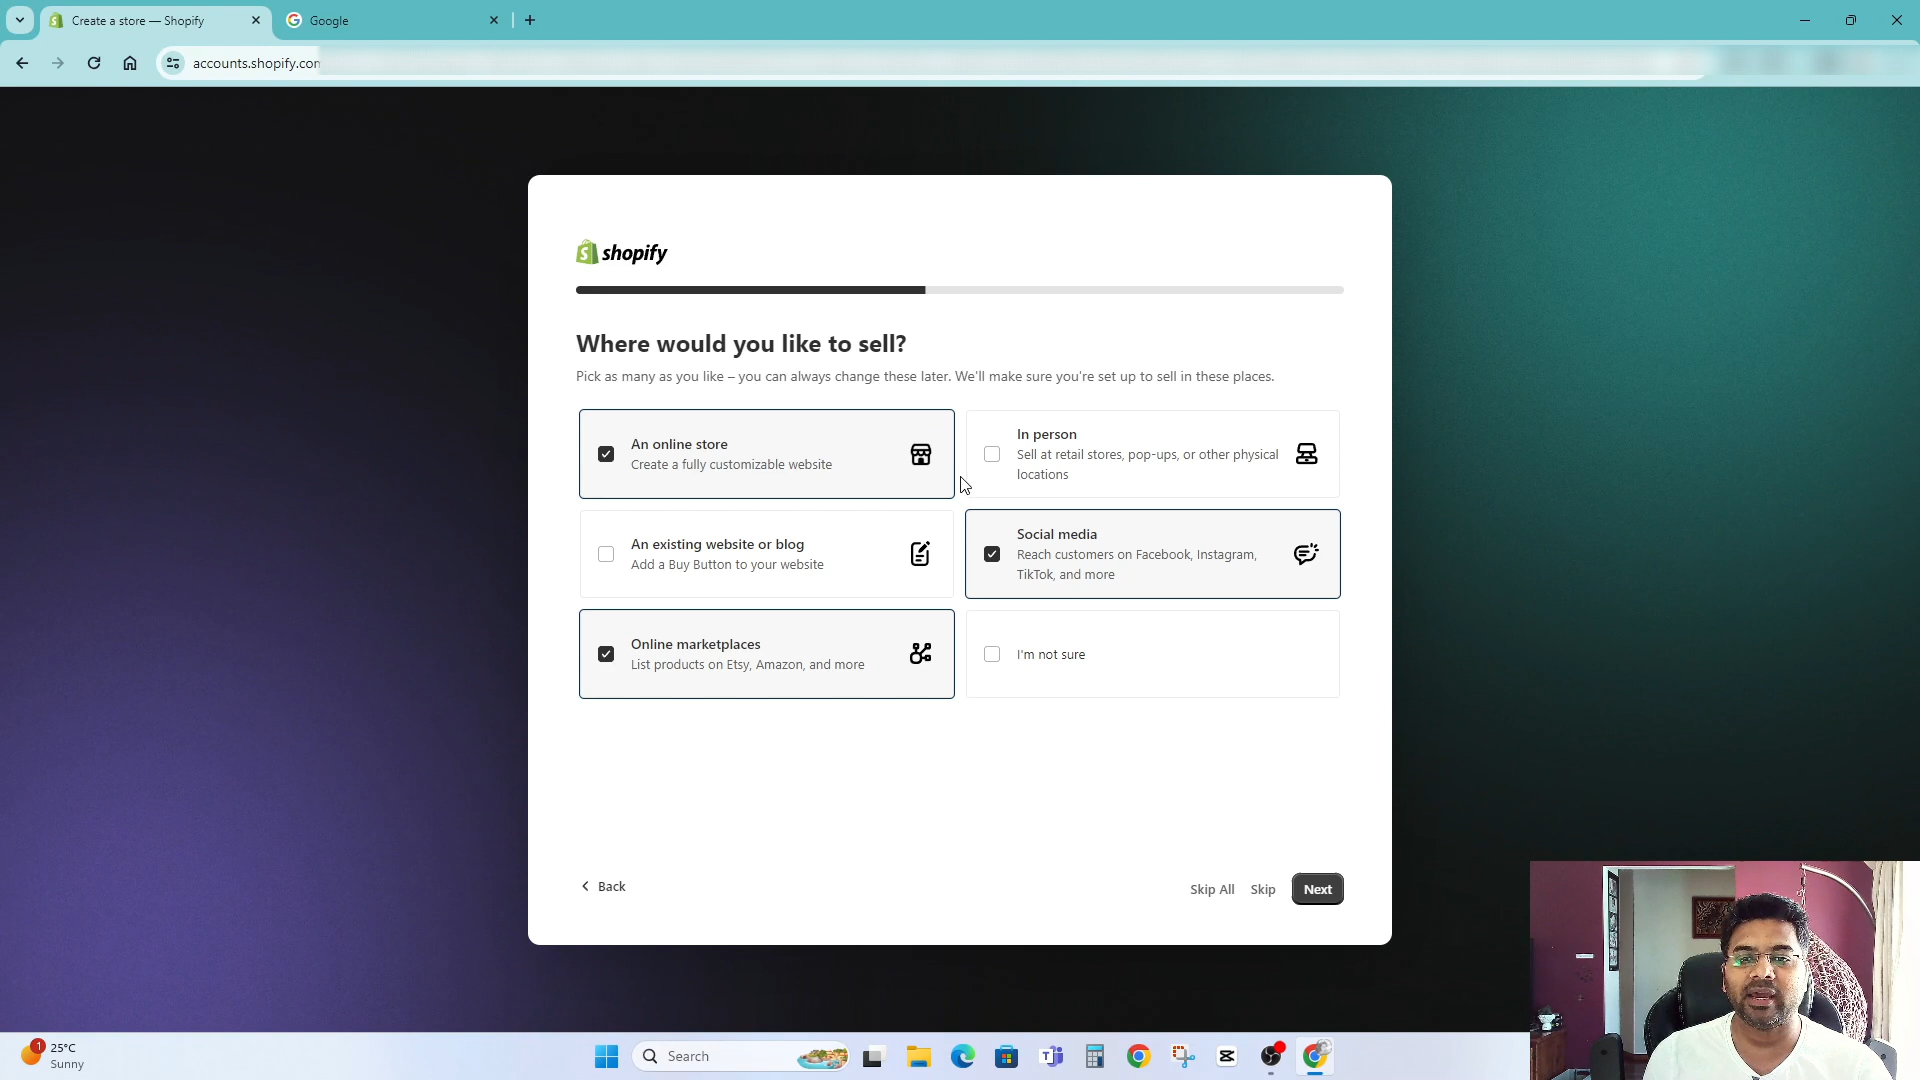 Create a store — Shopify
Google
accounts.shopify.com
shopify
Where would you like to sell?
Pick as many as you like – you can always change these later. We'll make sure you're set up to sell in these places.
An online store
Create a fully customizable website
In person
Sell at retail stores, pop-ups, or other physical
locations
An existing website or blog
Add a Buy Button to your website
Social media
Reach customers on Facebook, Instagram,
TikTok, and more
Online marketplaces
List products on Etsy, Amazon, and more
I'm not sure
Back
Skip All
Skip
Next
1
25°C
Sunny
Search